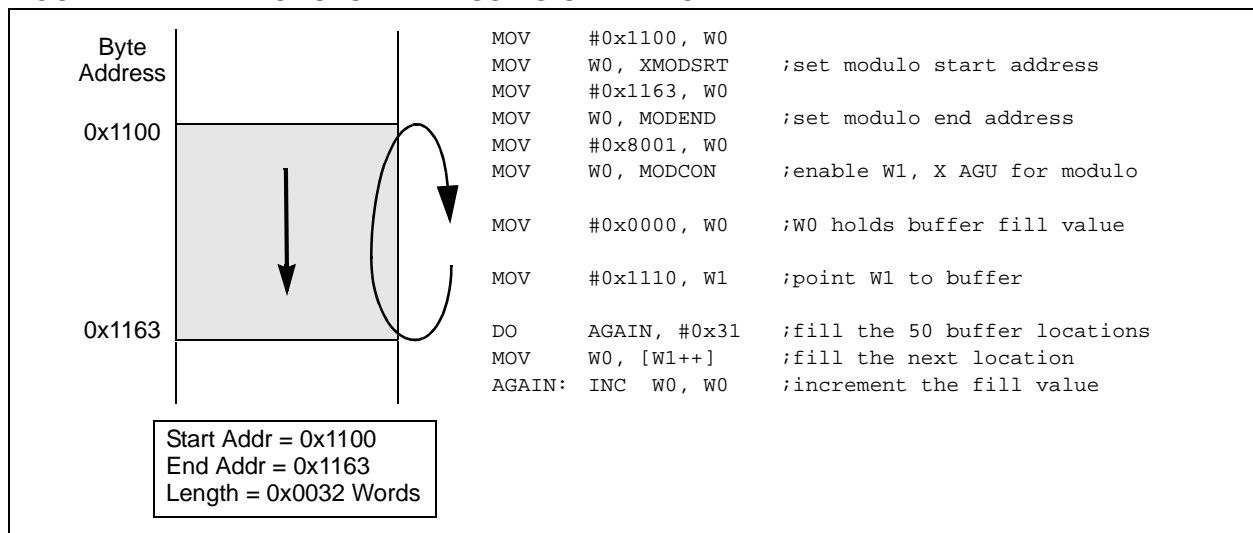 Byte
Address
0x1100
0x1163
Start Addr = 0x1100
End Addr = 0x1163
Length = 0x0032 Words
MOV #0x1100, W0
MOV W0, XMODSRT ;set modulo start address
MOV #0x1163, W0
MOV W0, MODEND ;set modulo end address
MOV #0x8001, W0
MOV W0, MODCON ;enable W1, X AGU for modulo
MOV #0x0000, W0 ;W0 holds buffer fill value
MOV #0x1110, W1 ;point W1 to buffer
DO AGAIN, #0x31 ;fill the 50 buffer locations
MOV W0, [W1++] ;fill the next location
AGAIN: INC W0, W0 ;increment the fill value